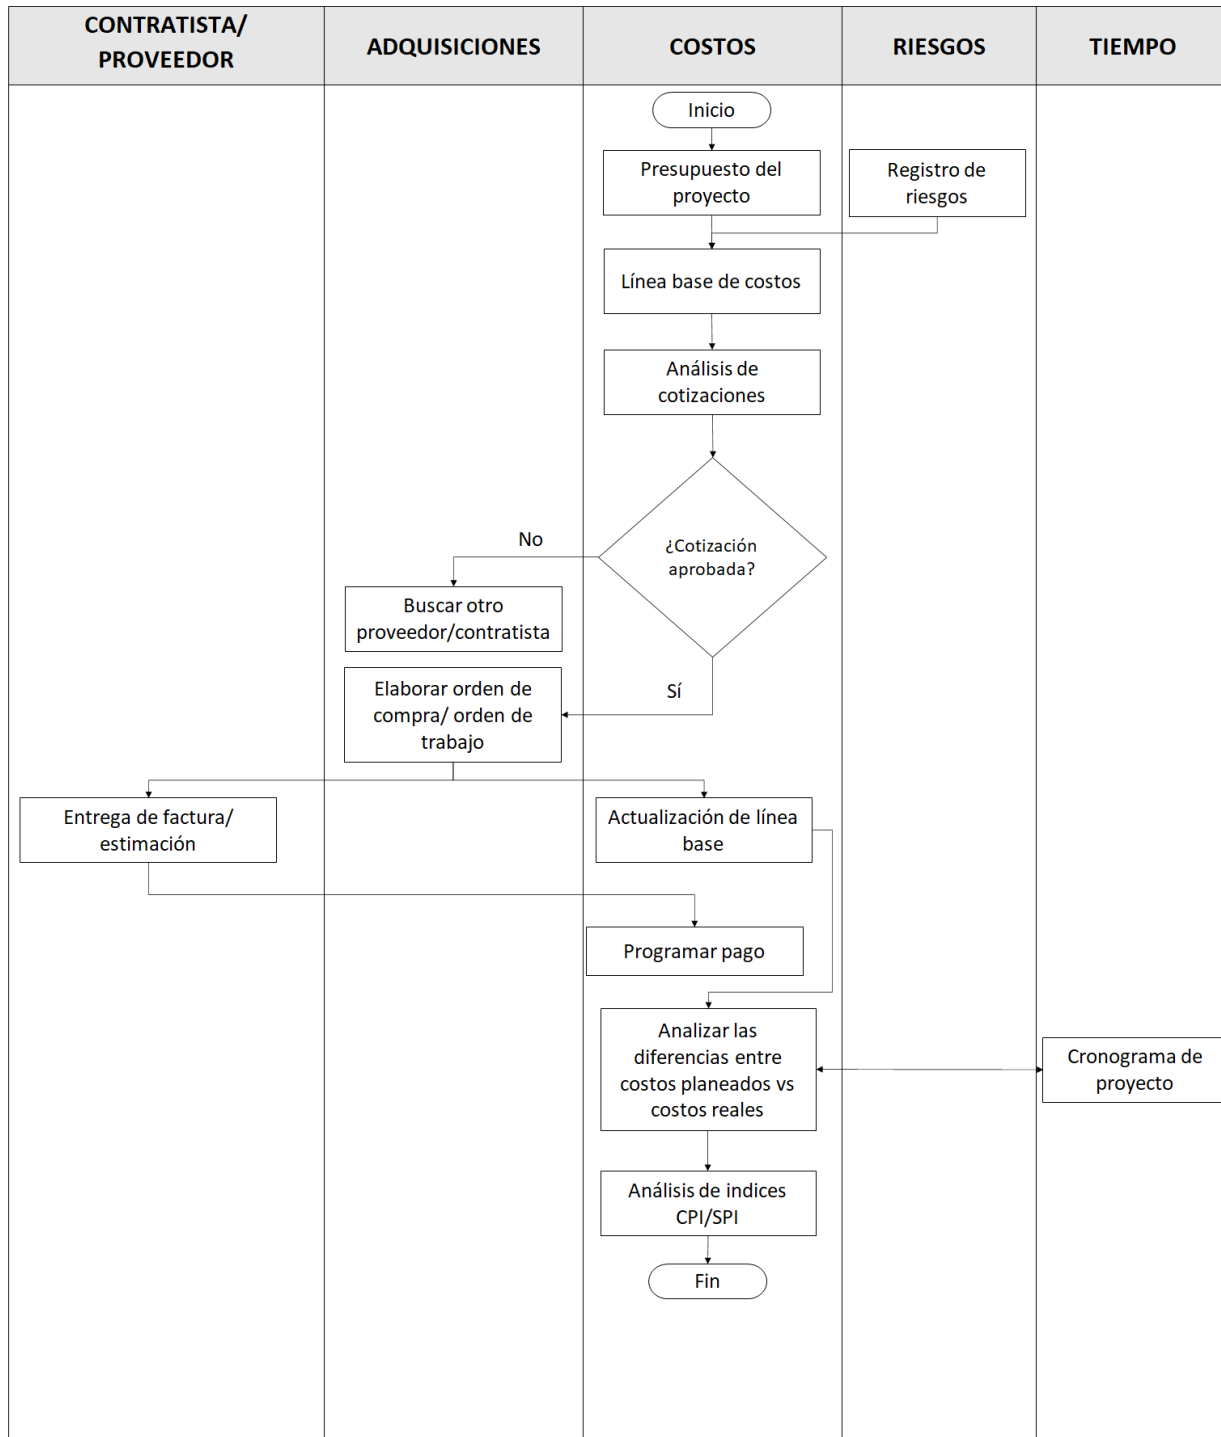 CONTRATISTA/
PROVEEDOR
ADQUISICIONES
COSTOS
RIESGOS
TIEMPO
Inicio
Presupuesto del
proyecto
Registro de
riesgos
Línea base de costos
Análisis de
cotizaciones
¿Cotización
aprobada?
No
Buscar otro
proveedor/contratista
Sí
Elaborar orden de
compra/ orden de
trabajo
Entrega de factura/
estimación
Actualización de línea
base
Programar pago
Analizar las
diferencias entre
costos planeados vs
costos reales
Cronograma de
proyecto
Análisis de indices
CPI/SPI
Fin